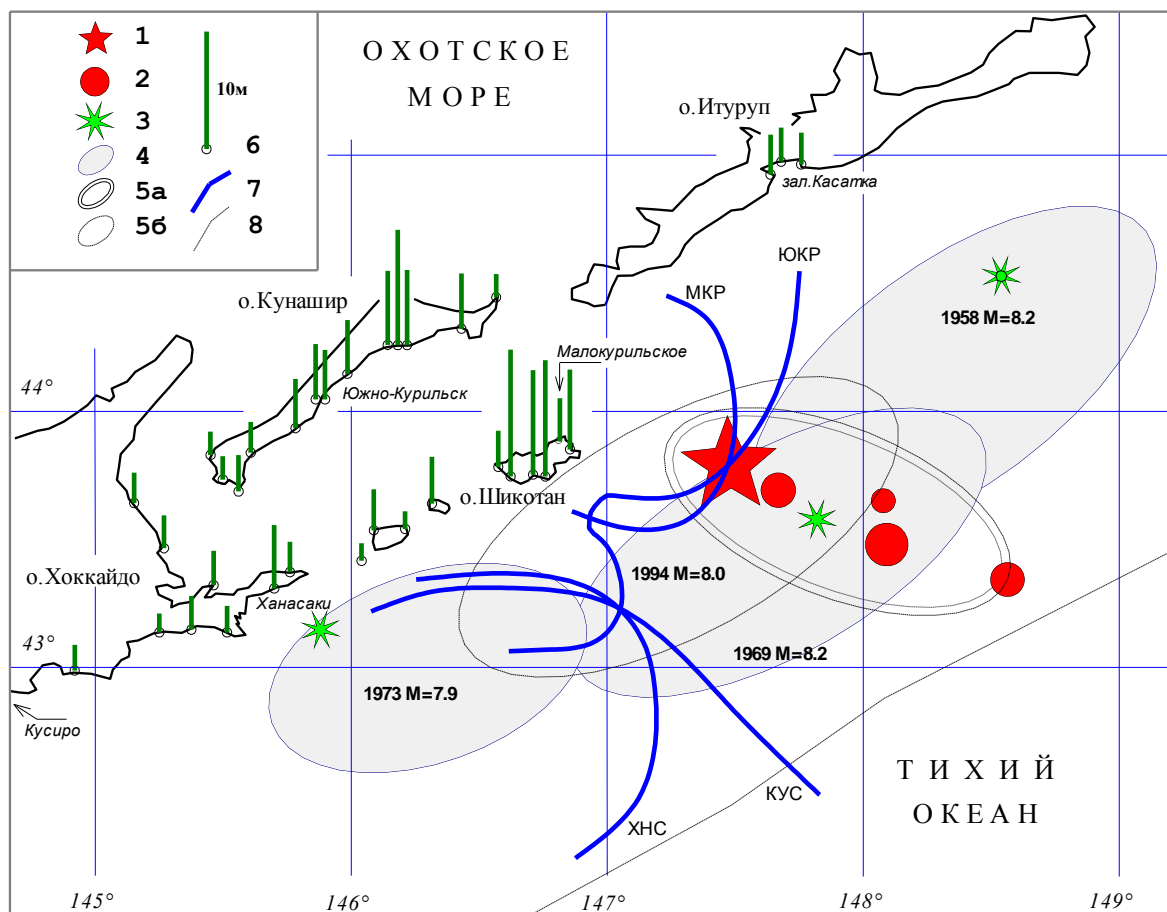 1
2
3
4
5а
5б
10м
6
7
8
ОХОТСКОЕ
МОРЕ
о.Итуруп
зал.Касатка
ЮКР
МКР
1958 M=8.2
о.Кунашир
Малокурильское
44°
Южно-Курильск
о.Шикотан
о.Хоккайдо
1994 M=8.0
Ханасаки
43°
1969 M=8.2
1973 M=7.9
Кусиро
ТИХИЙ
ОКЕАН
КУС
ХНС
145°
146°
147°
148°
149°